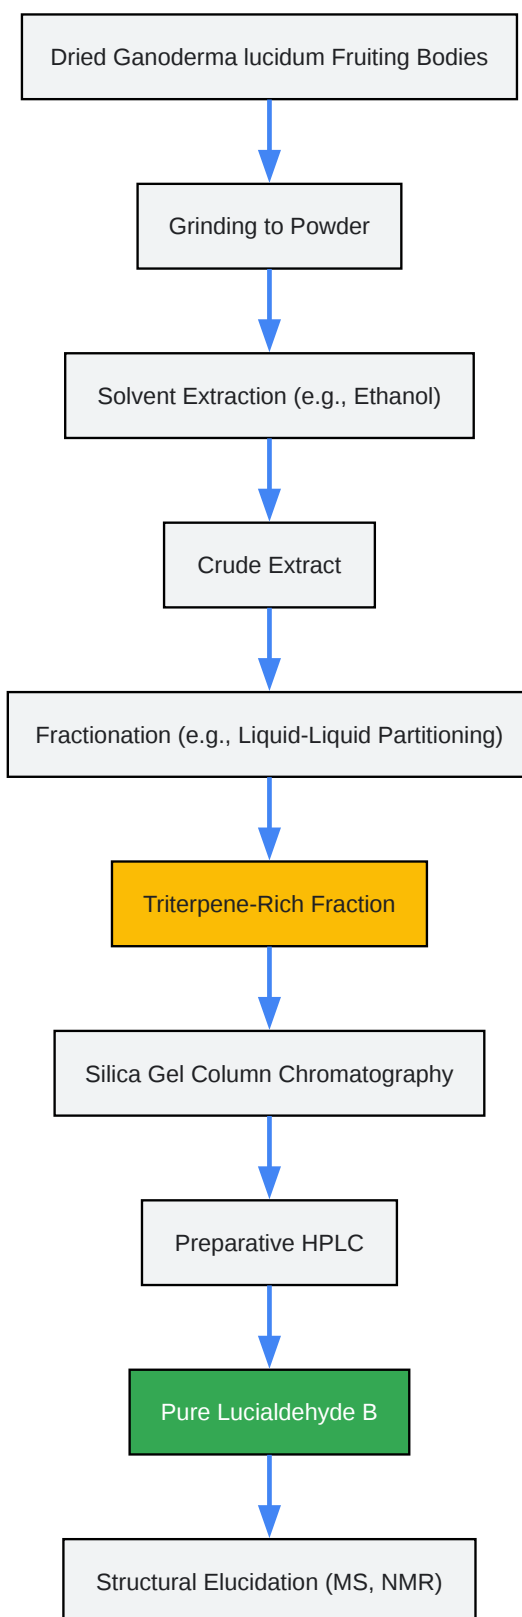 Dried Ganoderma lucidum Fruiting Bodies
Grinding to Powder
Solvent Extraction (e.g., Ethanol)
Crude Extract
Fractionation (e.g., Liquid-Liquid Partitioning)
Triterpene-Rich Fraction
Silica Gel Column Chromatography
Preparative HPLC
Pure Lucialdehyde B
Structural Elucidation (MS, NMR)